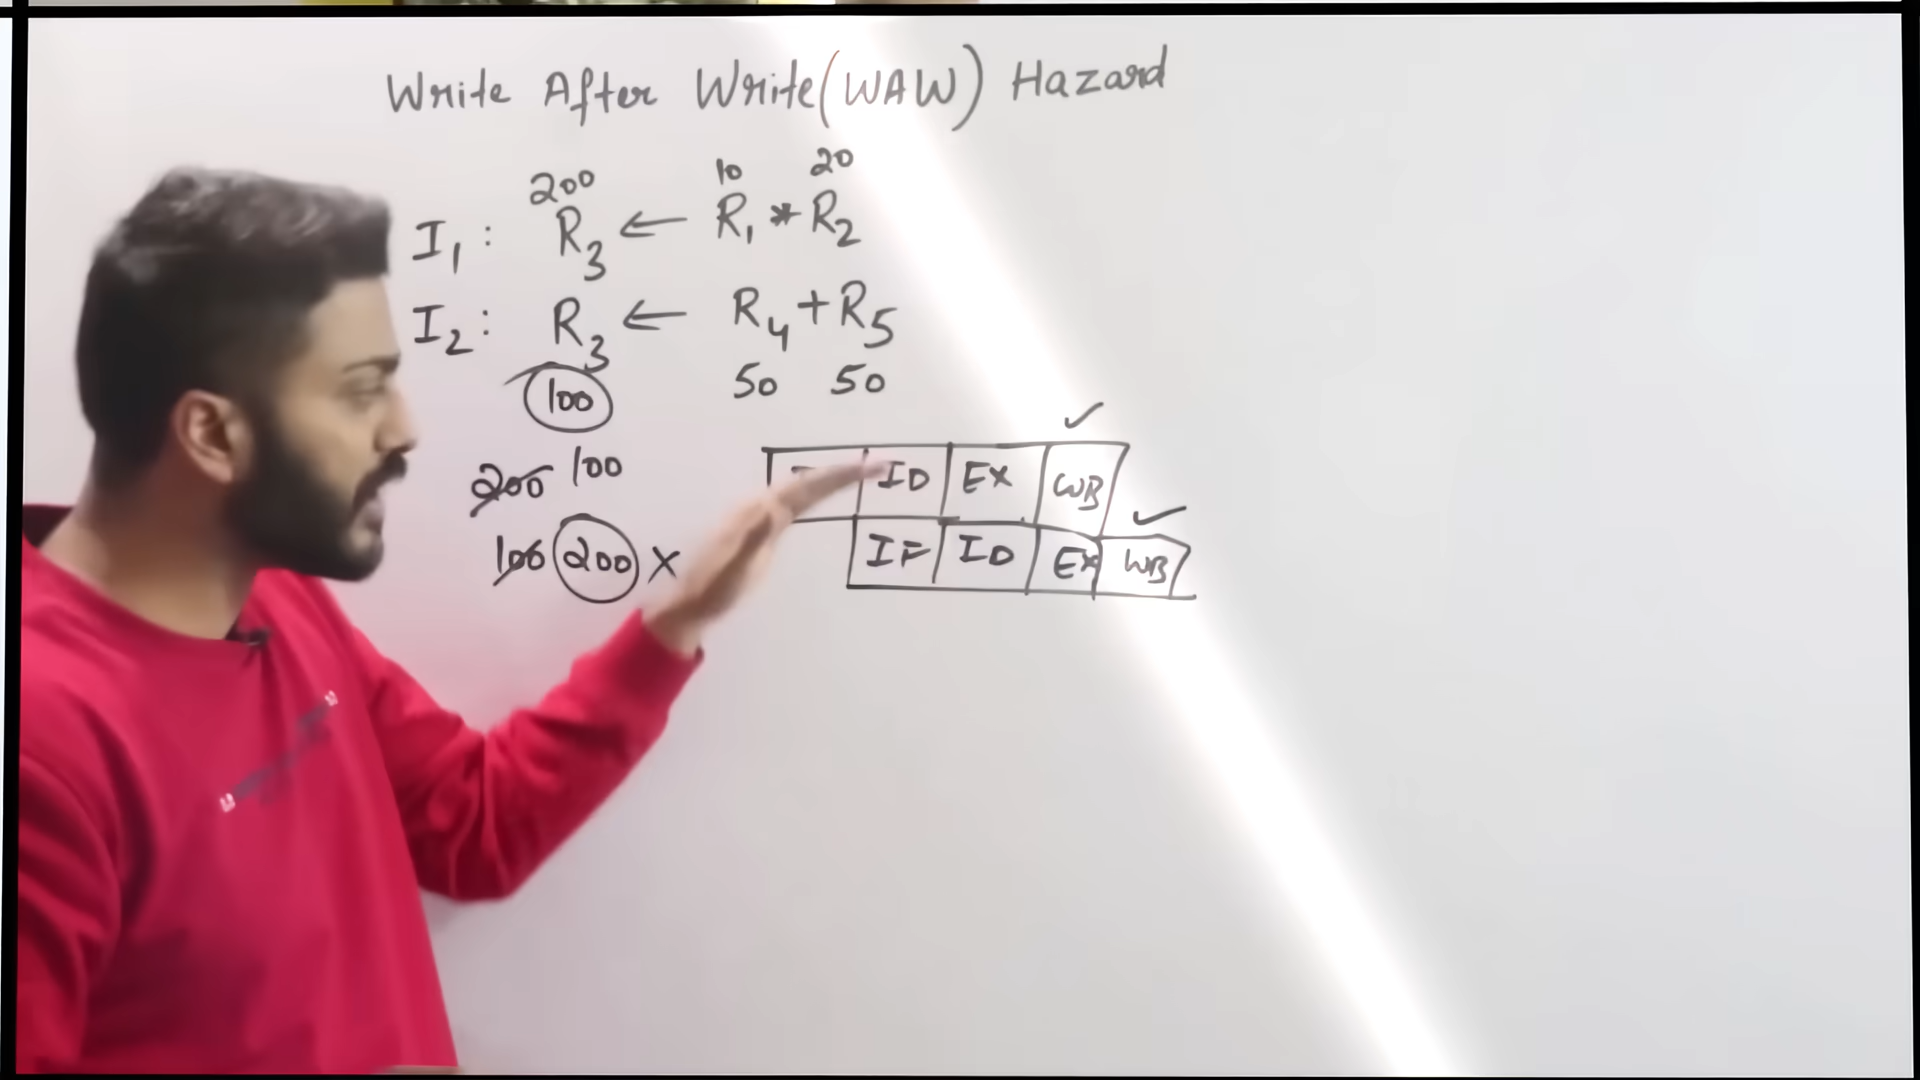 Write After Write (WAW) Hazard
200 10 20
I1 : R3 ← R1 * R2
I2 : R3 ← R4 + R5
100 50 50
200 100
ID EX WB
100 200 X
IF ID EX WB